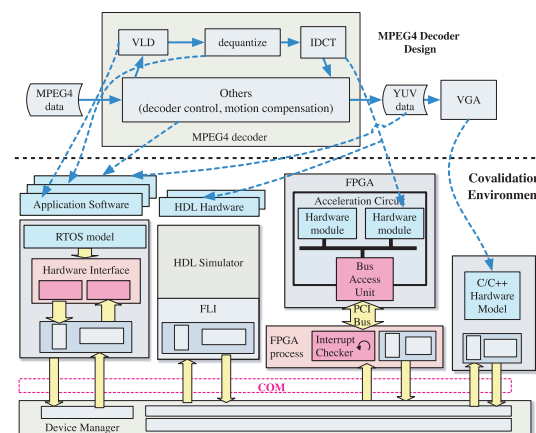 VLD
dequantize
IDCT
MPEG4 Decoder
Design
MPEG4
data
Others
(decoder control, motion compensation)
YUV
data
VGA
MPEG4 decoder
Covalidation
Environment
Application Software
HDL Hardware
FPGA
Acceleration Circuit
Hardware
module
Hardware
module
RTOS model
Hardware Interface
HDL Simulator
FLI
Bus
Access
Unit
PCI
Bus
C/C++
Hardware
Model
FPGA
process
Interrupt
Checker
COM
Device Manager